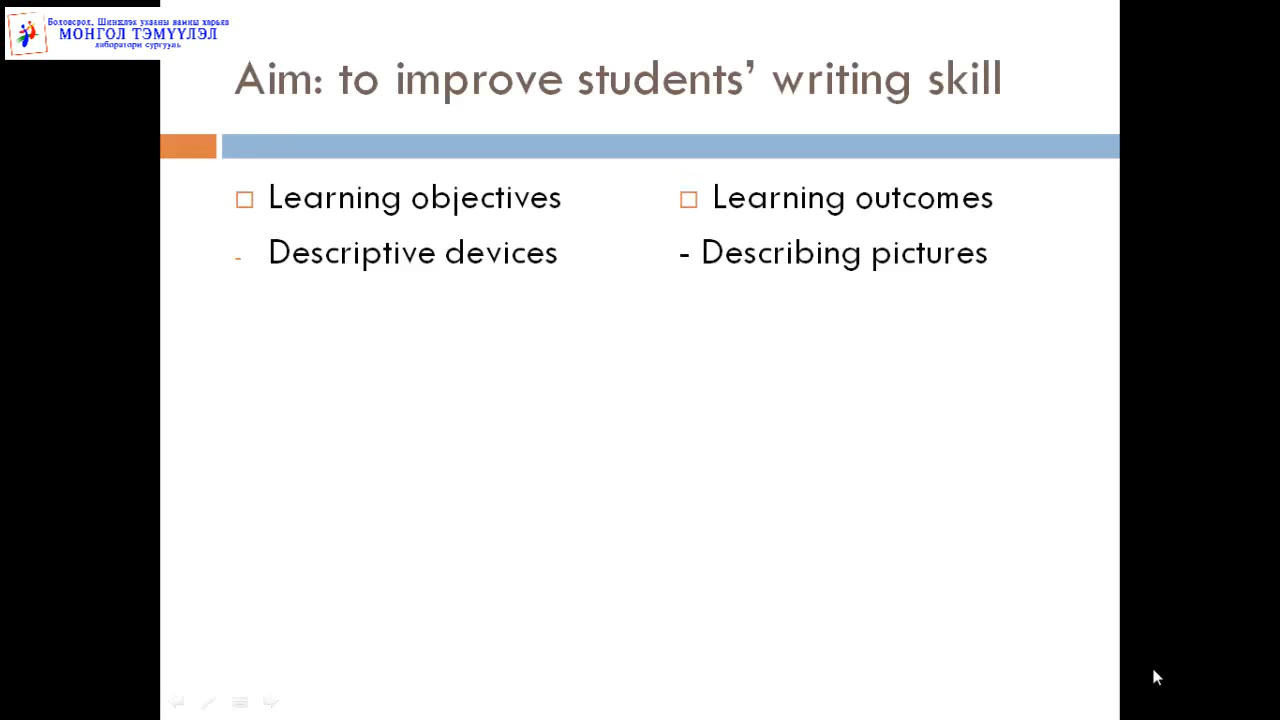 Боловсрол, Шинжлэх ухааны яамны харьяа
МОНГОЛ ТЭМҮҮЛЭЛ
лаборатори сургууль
Aim: to improve students’ writing skill
Learning objectives
- Descriptive devices
Learning outcomes
- Describing pictures